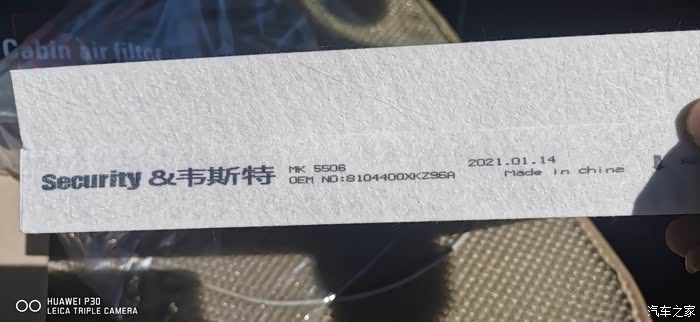 Cabin air filter
Security &韦斯特
MK 5506
OEM NO:8104400XKZ96A
2021.01.14
Made in china
HUAWEI P30
LEICA TRIPLE CAMERA
汽车之家